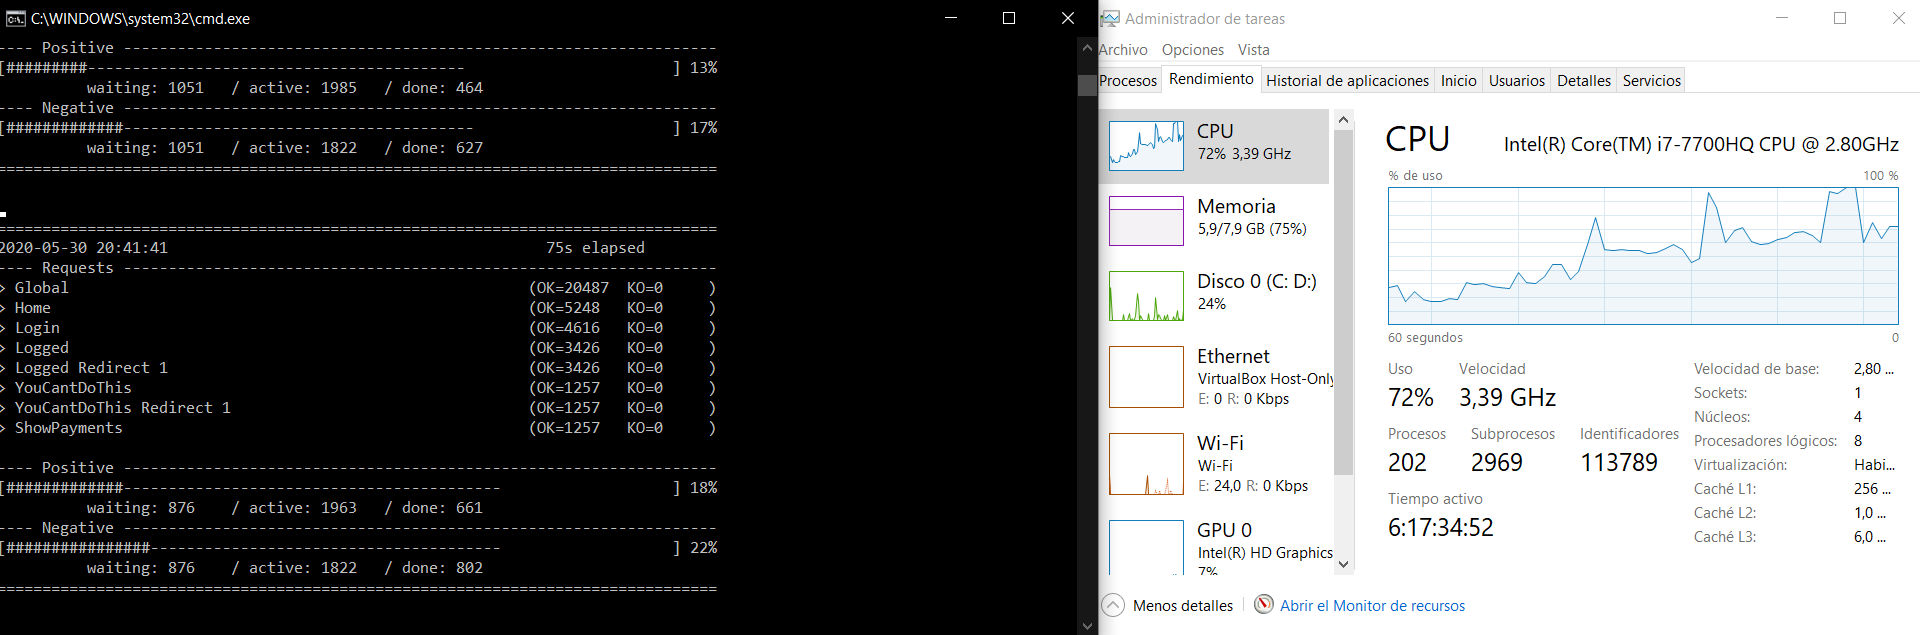 C:\WINDOWS\system32\cmd.exe
---- Positive ------------------------------------------------------------------
[#########------------------------------------------                       ] 13%
waiting: 1051   / active: 1985   / done: 464
---- Negative ------------------------------------------------------------------
[#############---------------------------------------                      ] 17%
waiting: 1051   / active: 1822   / done: 627
================================================================================
================================================================================
2020-05-30 20:41:41                                          75s elapsed
---- Requests ------------------------------------------------------------------
> Global                                                   (OK=20487  KO=0     )
> Home                                                     (OK=5248   KO=0     )
> Login                                                    (OK=4616   KO=0     )
> Logged                                                   (OK=3426   KO=0     )
> Logged Redirect 1                                        (OK=3426   KO=0     )
> YouCantDoThis                                            (OK=1257   KO=0     )
> YouCantDoThis Redirect 1                                 (OK=1257   KO=0     )
> ShowPayments                                             (OK=1257   KO=0     )
---- Positive ------------------------------------------------------------------
[#############------------------------------------------                   ] 18%
waiting: 876    / active: 1963   / done: 661
---- Negative ------------------------------------------------------------------
[################---------------------------------------                   ] 22%
waiting: 876    / active: 1822   / done: 802
================================================================================
Administrador de tareas
Archivo Opciones Vista
Procesos Rendimiento Historial de aplicaciones Inicio Usuarios Detalles Servicios
CPU
72% 3,39 GHz
Memoria
5,9/7,9 GB (75%)
Disco 0 (C: D:)
24%
Ethernet
VirtualBox Host-Only
E: 0 R: 0 Kbps
Wi-Fi
Wi-Fi
E: 24,0 R: 0 Kbps
GPU 0
Intel(R) HD Graphics
7%
CPU Intel(R) Core(TM) i7-7700HQ CPU @ 2.80GHz
% de uso 100 %
60 segundos 0
Uso Velocidad
72% 3,39 GHz
Procesos Subprocesos Identificadores
202 2969 113789
Tiempo activo
6:17:34:52
Velocidad de base: 2,80 ...
Sockets: 1
Núcleos: 4
Procesadores lógicos: 8
Virtualización: Habi...
Caché L1: 256 ...
Caché L2: 1,0 ...
Caché L3: 6,0 ...
Menos detalles Abrir el Monitor de recursos